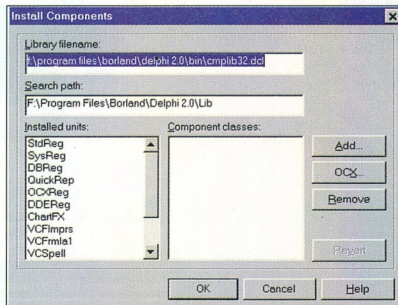 Install Components
Library filename:
f:\program files\borland\delphi 2.0\bin\cmplib32.dcl
Search path:
F:\Program Files\Borland\Delphi 2.0\Lib
Installed units:
Component classes:
StdReg
SysReg
DBReg
QuickRep
OCXReg
DDEReg
ChartFX
VCFImprs
VCFrmla1
VCSpell
Add...
OCX...
Remove
Revert
OK
Cancel
Help